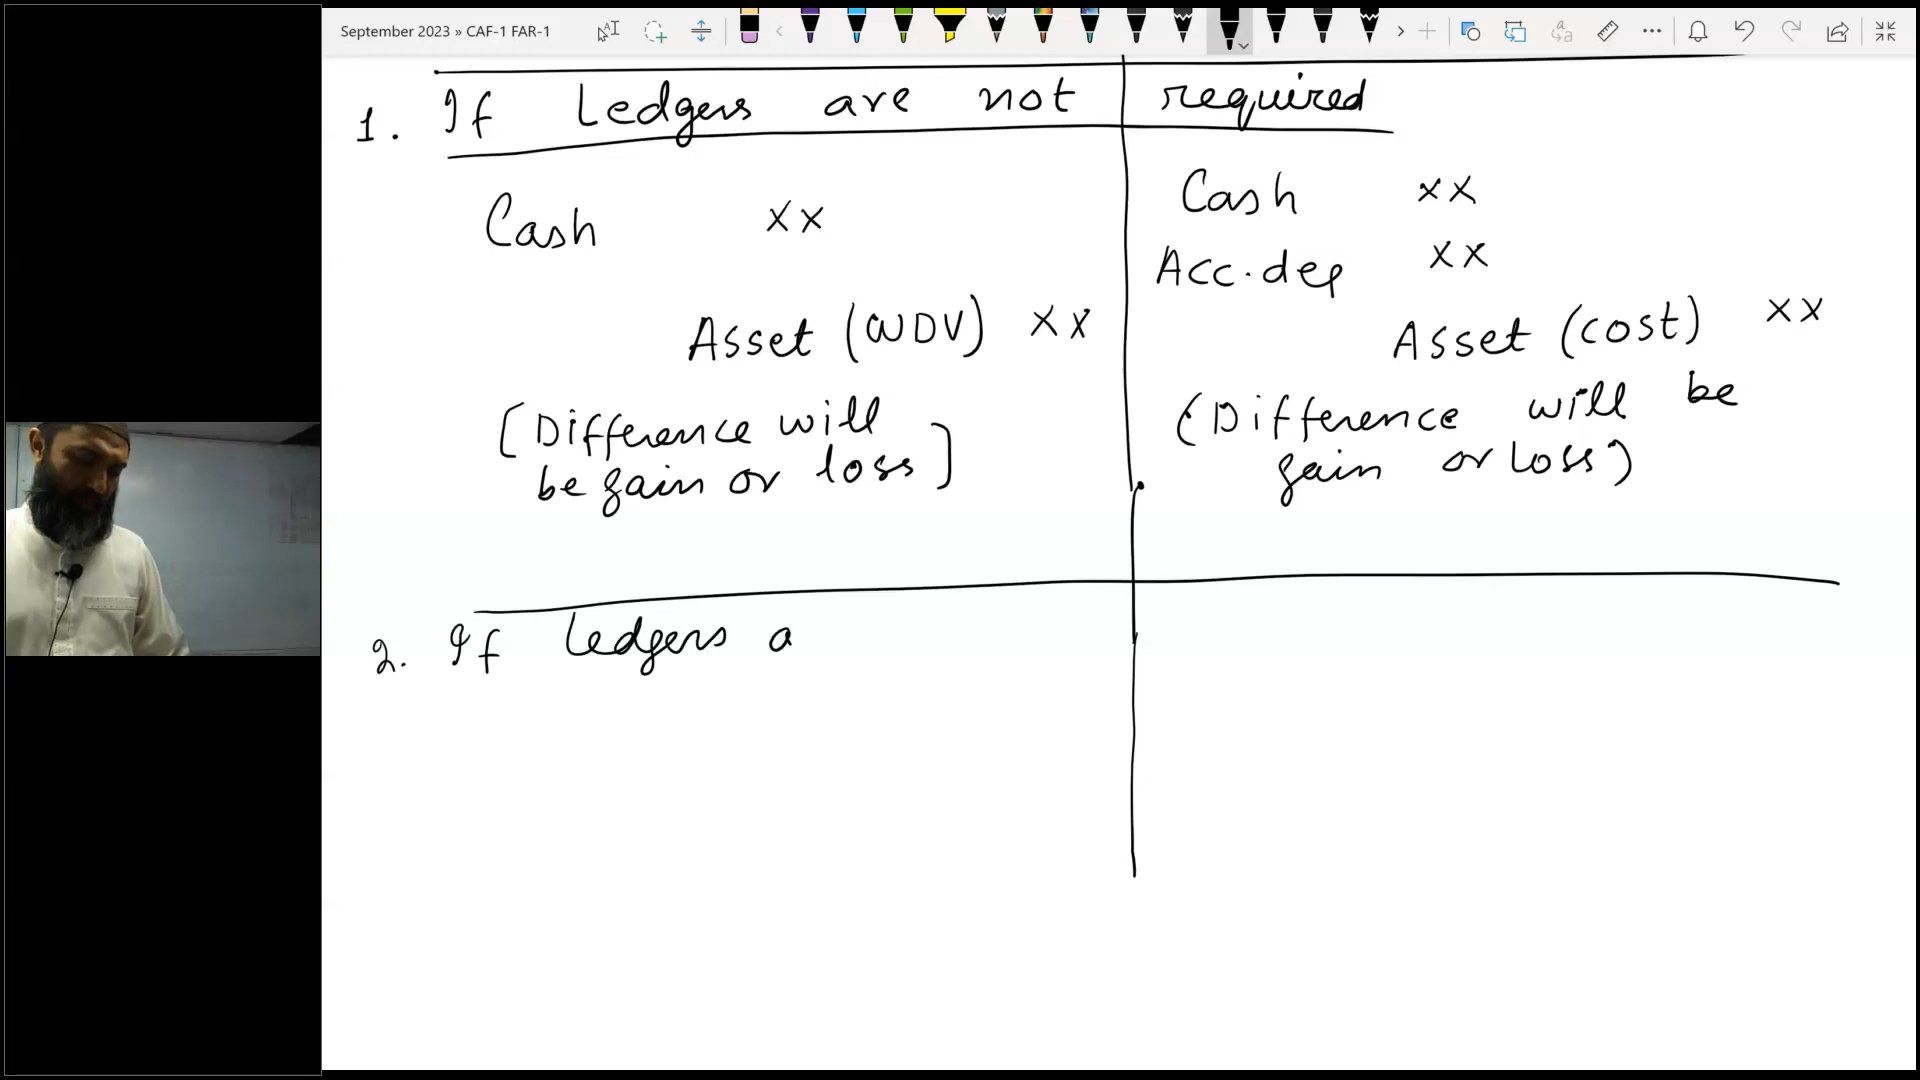 September 2023 » CAF-1 FAR-1
1. If Ledgers are not required
Cash xx
Asset (WDV) xx
[Difference will
be gain or loss]
Cash xx
Acc.dep xx
Asset (cost) xx
(Difference will be
gain or loss)
2. If ledgers a